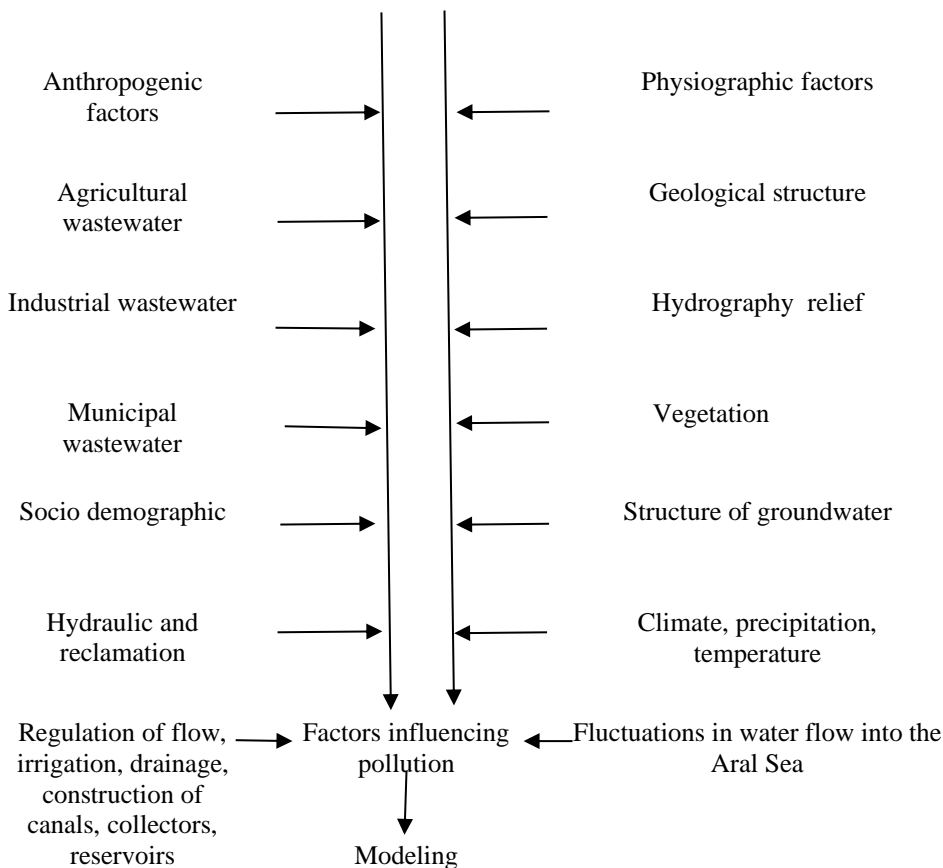 Anthropogenic
factors
Physiographic factors
Agricultural
wastewater
Geological structure
Industrial wastewater
Hydrography relief
Municipal
wastewater
Vegetation
Socio demographic
Structure of groundwater
Hydraulic and
reclamation
Climate, precipitation,
temperature
Regulation of flow,
irrigation, drainage,
construction of
canals, collectors,
reservoirs
Factors influencing
pollution
Fluctuations in water flow into the
Aral Sea
Modeling